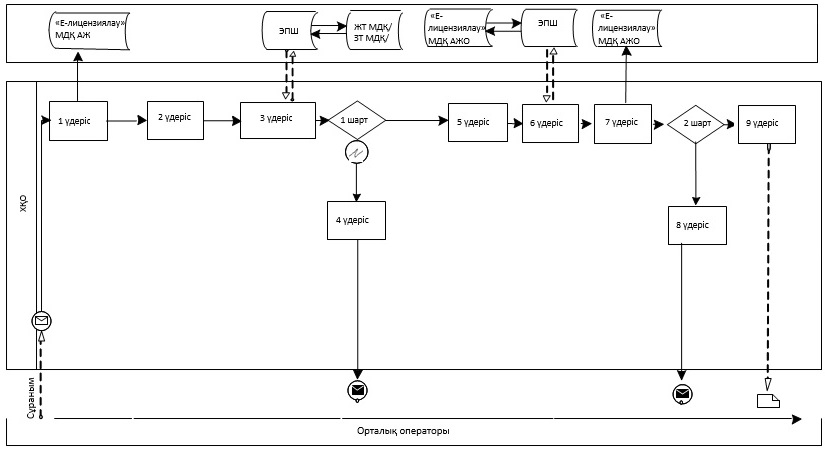 «Е-лицензиялау»
МДҚ АЖ
ЭПШ
ЖТ МДҚ/
ЗТ МДҚ/
«Е-
лицензиялау»
МДҚ АЖО
ЭПШ
«Е-
лицензиялау»
МДҚ АЖО
1 үдеріс
2 үдеріс
3 үдеріс
1 шарт
5 үдеріс
6 үдеріс
7 үдеріс
2 шарт
9 үдеріс
4 үдеріс
8 үдеріс
ХҚО
Сұраным
Орталық операторы